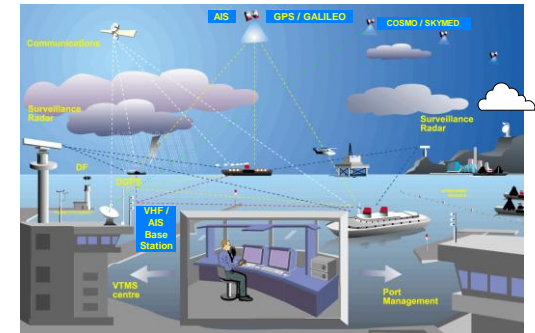 AIS
GPS / GALILEO
COSMO / SKYMED
Communications
Surveillance
Radar
Surveillance
Radar
DF
DGPS
VHF /
AIS
Base
Station
VTMS
centre
Port
Management